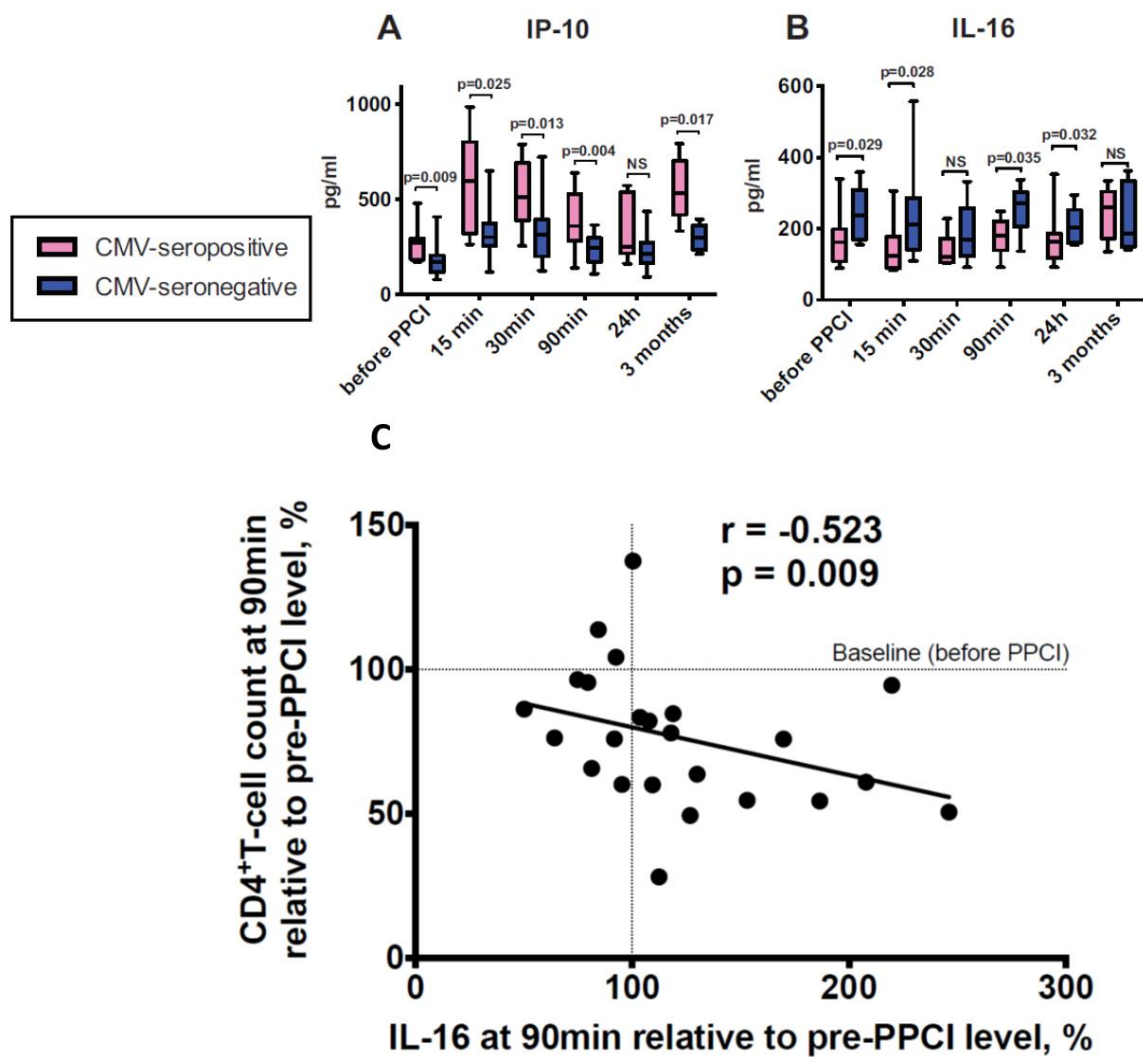 A
IP-10
pg/ml
1000
500
0
p=0.009
p=0.025
p=0.013
p=0.004
NS
p=0.017
before PPCI
15 min
30min
90min
24h
3 months
B
IL-16
pg/ml
600
400
200
0
p=0.029
p=0.028
NS
p=0.035
p=0.032
NS
before PPCI
15 min
30min
90min
24h
3 months
CMV-seropositive
CMV-seronegative
C
CD4⁺T-cell count at 90min
relative to pre-PPCI level, %
150
100
50
0
r = -0.523
p = 0.009
Baseline (before PPCI)
0
100
200
300
IL-16 at 90min relative to pre-PPCI level, %